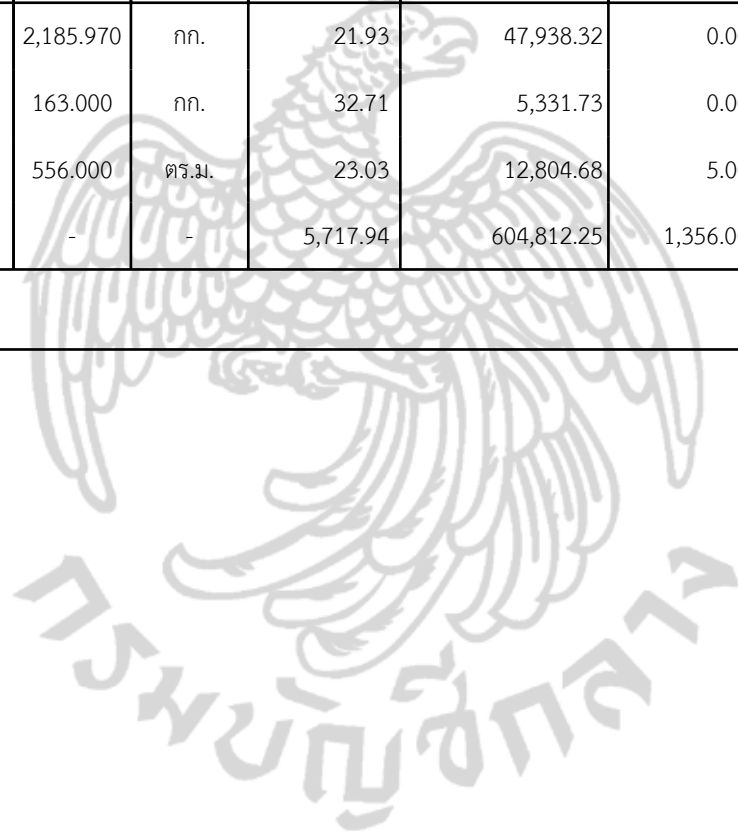 2,185.970 กก. 21.93 47,938.32 0.0
163.000 กก. 32.71 5,331.73 0.0
556.000 ตร.ม. 23.03 12,804.68 5.0
- - 5,717.94 604,812.25 1,356.0
กรมบัญชีกลาง